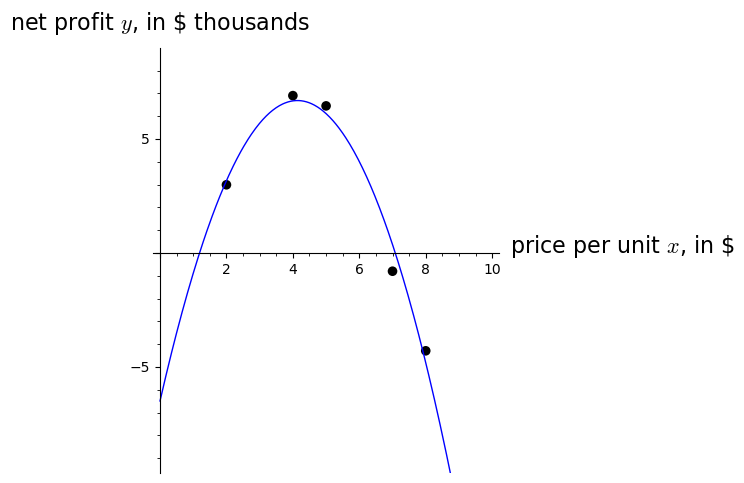 net profit y, in $ thousands
5
price per unit x, in $
2 4 6 8 10
−5